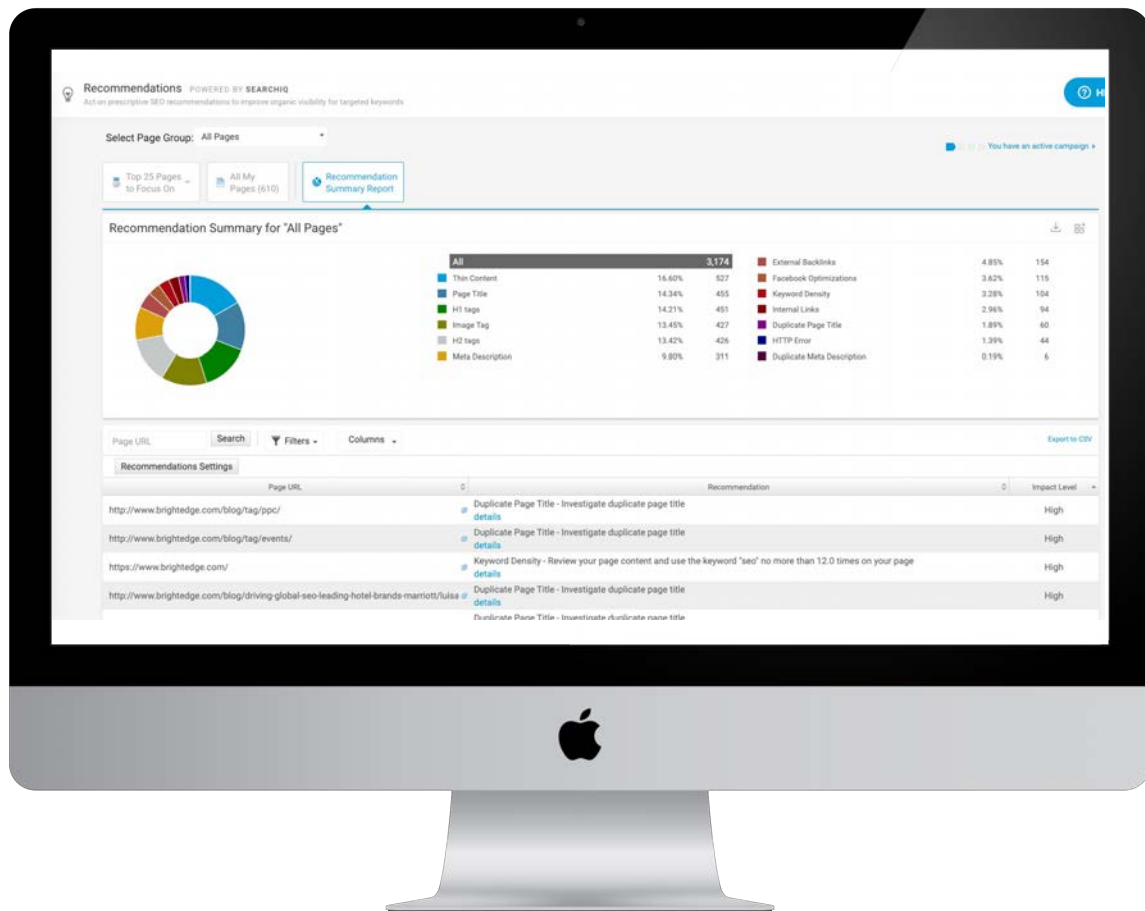 Recommendations POWERED BY SEARCHIQ
Act on prescriptive SEO recommendations to improve organic visibility for targeted keywords
Select Page Group: All Pages
You have an active campaign
Top 25 Pages
to Focus On
All My
Pages (610)
Recommendation
Summary Report
Recommendation Summary for "All Pages"
All 3,174
Thin Content 16.60% 527
Page Title 14.34% 455
H1 tags 14.21% 451
Image Tag 13.45% 427
H2 tags 13.42% 426
Meta Description 9.80% 311
External Backlinks 4.85% 154
Facebook Optimizations 3.62% 115
Keyword Density 3.28% 104
Internal Links 2.96% 94
Duplicate Page Title 1.89% 60
HTTP Error 1.39% 44
Duplicate Meta Description 0.19% 6
Page URL Search Filters Columns Export to CSV
Recommendations Settings
Page URL Recommendation Impact Level
http://www.brightedge.com/blog/tag/ppc/ Duplicate Page Title - Investigate duplicate page title High
details
http://www.brightedge.com/blog/tag/events/ Duplicate Page Title - Investigate duplicate page title High
details
https://www.brightedge.com/ Keyword Density - Review your page content and use the keyword "seo" no more than 12.0 times on your page High
details
http://www.brightedge.com/blog/driving-global-seo-leading-hotel-brands-marriott/luisa Duplicate Page Title - Investigate duplicate page title High
details
Duplicate Page Title - Investigate duplicate page title